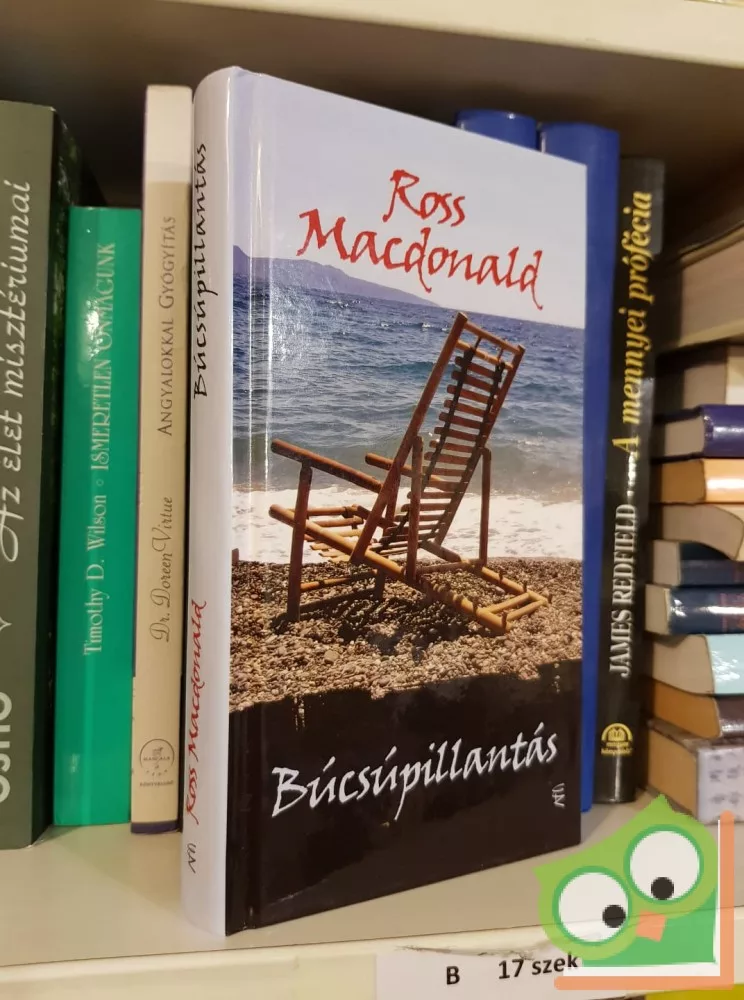 Az élet misztériumai
OSHO
Timothy D. Wilson ◦ ISMERETLEN ÖNMAGUNK
Dr. Doreen Virtue ANGYALOKKAL GYÓGYÍTÁS
Ross Macdonald Búcsúpillantás
Ross
Macdonald
Búcsúpillantás
JAMES REDFIELD A mennyei prófécia
B 17 szek